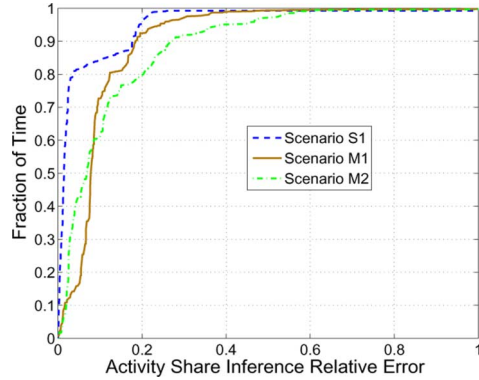 1
0.9
0.8
0.7
0.6
0.5
0.4
0.3
0.2
0.1
0
Fraction of Time
Scenario S1
Scenario M1
Scenario M2
0 0.2 0.4 0.6 0.8 1
Activity Share Inference Relative Error